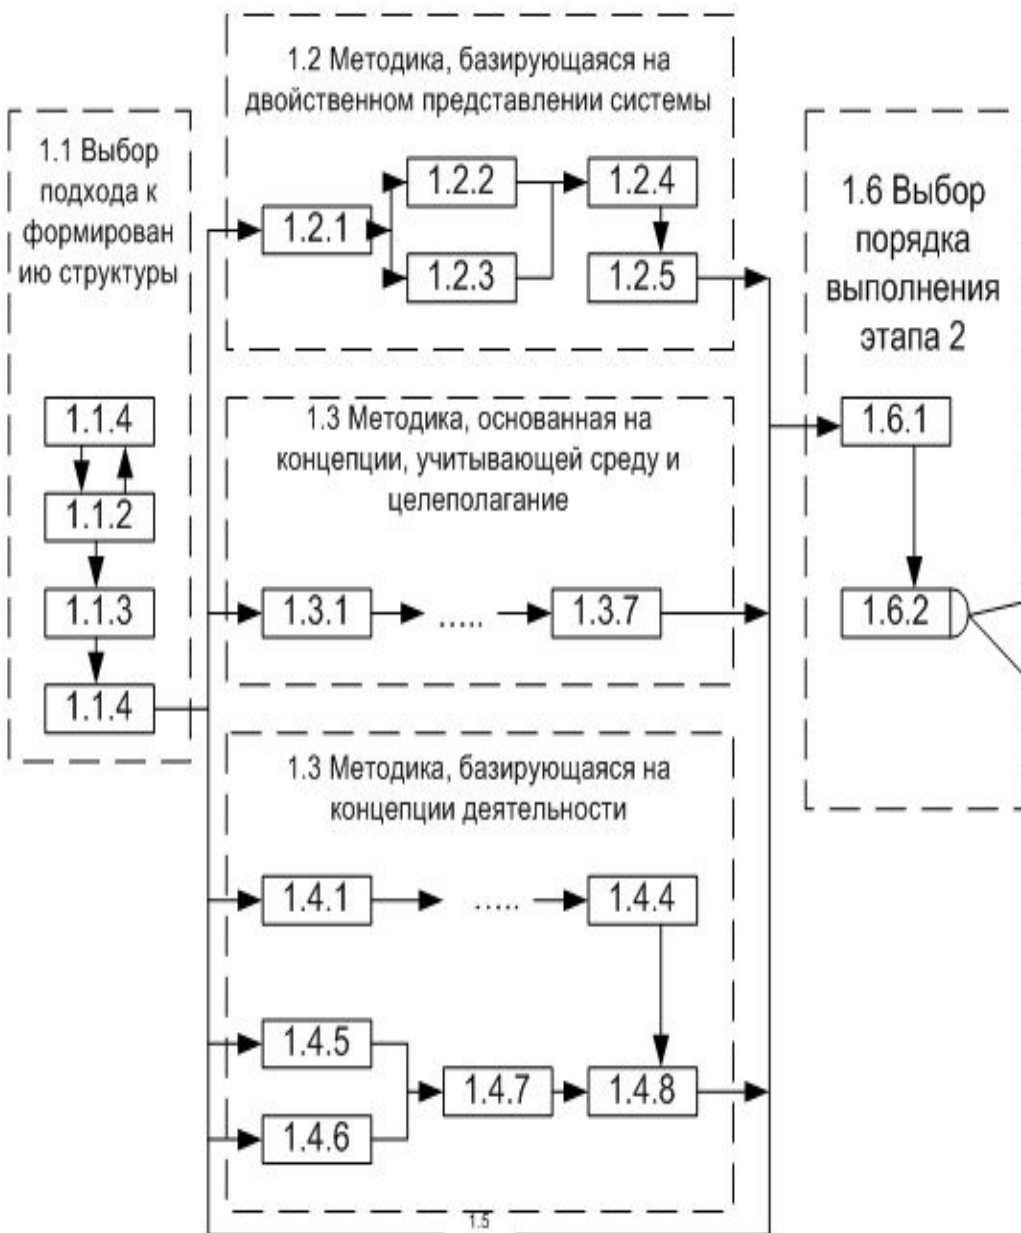 1.1 Выбор
подхода к
формирован
ию структуры
1.1.4
1.1.2
1.1.3
1.1.4
1.2 Методика, базирующаяся на
двойственном представлении системы
1.2.1
1.2.2
1.2.3
1.2.4
1.2.5
1.3 Методика, основанная на
концепции, учитывающей среду и
целеполагание
1.3.1
.....
1.3.7
1.3 Методика, базирующаяся на
концепции деятельности
1.4.1
.....
1.4.4
1.4.5
1.4.6
1.4.7
1.4.8
1.5
1.6 Выбор
порядка
выполнения
этапа 2
1.6.1
1.6.2